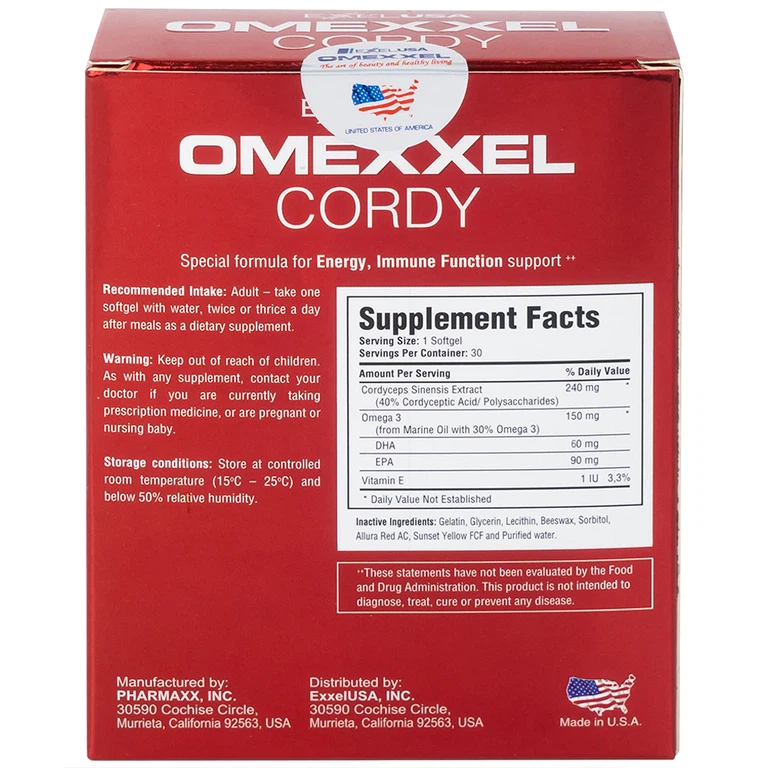 EXELUSA
OMEXXEL
CORDY
EXELUSA
OMEXXEL
The art of beauty and healthy living
UNITED STATES OF AMERICA
OMEXXEL
CORDY
Special formula for Energy, Immune Function support ++
Recommended Intake: Adult – take one
softgel with water, twice or thrice a day
after meals as a dietary supplement.
Warning: Keep out of reach of children.
As with any supplement, contact your
doctor if you are currently taking
prescription medicine, or are pregnant or
nursing baby.
Storage conditions: Store at controlled
room temperature (15ºC – 25ºC) and
below 50% relative humidity.
Supplement Facts
Serving Size: 1 Softgel
Servings Per Container: 30
Amount Per Serving % Daily Value
Cordyceps Sinensis Extract 240 mg *
(40% Cordyceptic Acid/ Polysaccharides)
Omega 3 150 mg *
(from Marine Oil with 30% Omega 3)
DHA 60 mg
EPA 90 mg
Vitamin E 1 IU 3,3%
* Daily Value Not Established
Inactive Ingredients: Gelatin, Glycerin, Lecithin, Beeswax, Sorbitol,
Allura Red AC, Sunset Yellow FCF and Purified water.
++These statements have not been evaluated by the Food
and Drug Administration. This product is not intended to
diagnose, treat, cure or prevent any disease.
Manufactured by:
PHARMAXX, INC.
30590 Cochise Circle,
Murrieta, California 92563, USA
Distributed by:
ExxelUSA, INC.
30590 Cochise Circle,
Murrieta, California 92563, USA
Made in U.S.A.